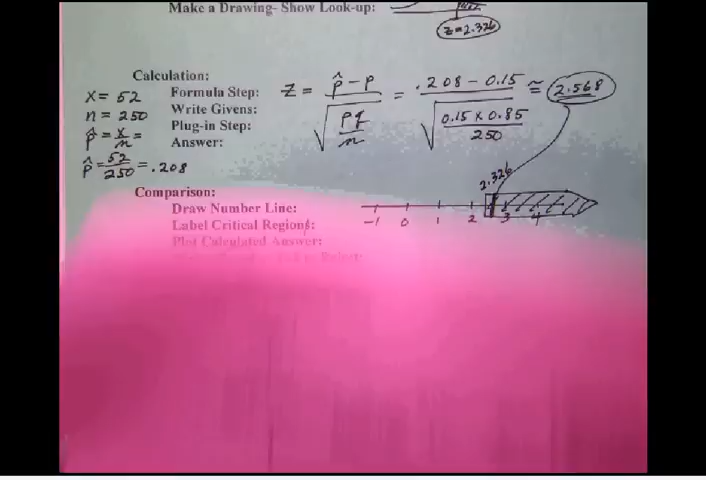 Make a Drawing- Show Look-up:
z=2.326
Calculation:
Formula Step:
Write Givens:
Plug-in Step:
Answer:
x = 52
n = 250
p̂ = x/n =
p̂ = 52/250 = .208
Z = (p̂ - p)/√(pq/n) = (.208 - 0.15)/√((0.15 x 0.85)/250) ≅ 2.568
Comparison:
Draw Number Line:
Label Critical Regions:
Plot Calculated Answer:
2.326
-1 0 1 2 3 4